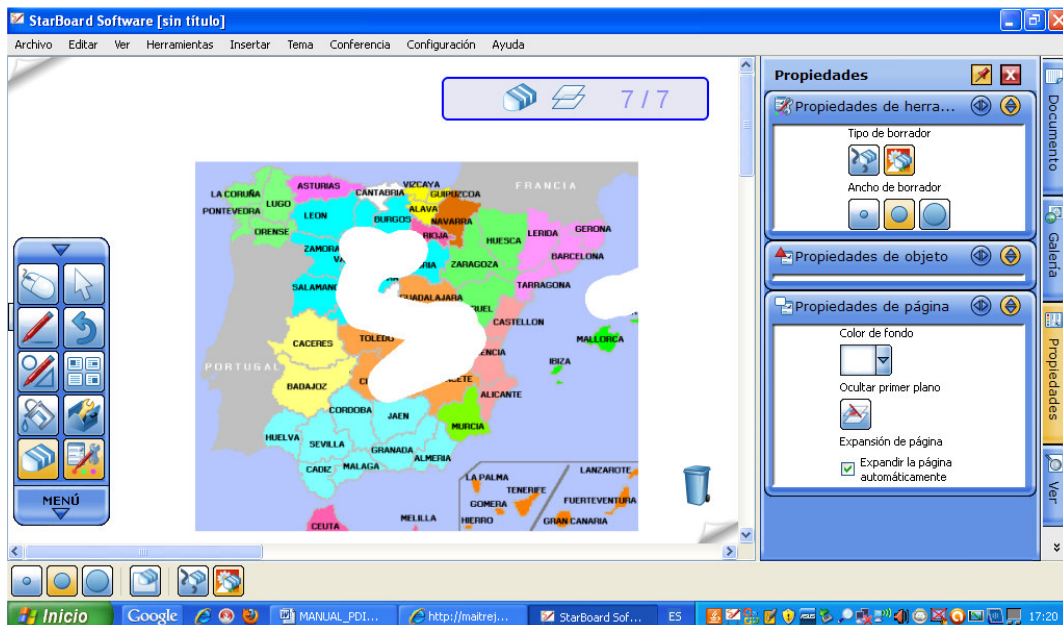 StarBoard Software [sin título]
Archivo Editar Ver Herramientas Insertar Tema Conferencia Configuración Ayuda
7 / 7
Propiedades
Propiedades de herra...
Tipo de borrador
Ancho de borrador
Propiedades de objeto
Propiedades de página
Color de fondo
Ocultar primer plano
Expansión de página
Expandir la página
automáticamente
Documento
Galería
Propiedades
Ver
MENÚ
FRANCIA
LA CORUÑA
LUGO
PONTEVEDRA
ORENSE
ASTURIAS
CANTABRIA
VIZCAYA
GUIPUZCOA
ALAVA
NAVARRA
LEON
BURGOS
RIOJA
HUESCA
LERIDA
GERONA
BARCELONA
ZAMORA
ZARAGOZA
TARRAGONA
GUADALAJARA
CASTELLON
CACERES
TOLEDO
MALLORCA
IBIZA
PORTUGAL
BADAJOZ
ALICANTE
CORDOBA
JAEN
MURCIA
HUELVA
SEVILLA
GRANADA
ALMERIA
CADIZ
MALAGA
CEUTA
MELILLA
LA PALMA
TENERIFE
GOMERA
HIERRO
GRAN CANARIA
FUERTEVENTURA
LANZAROTE
Inicio Google MANUAL_PDI... http://maitrej... StarBoard Sof... ES 17:20